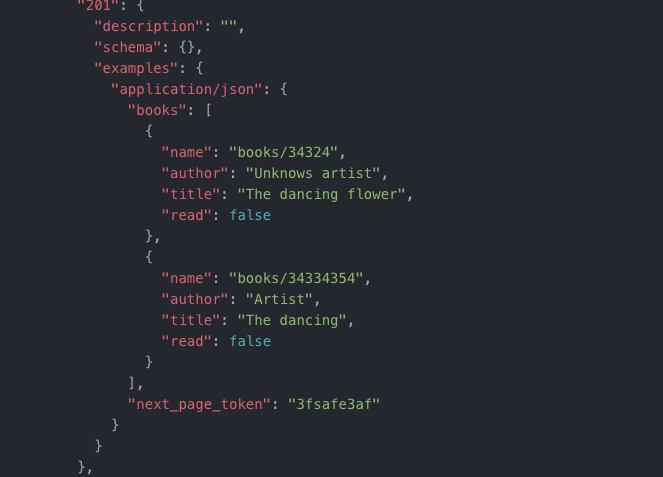 "201": {
"description": "",
"schema": {},
"examples": {
"application/json": {
"books": [
{
"name": "books/34324",
"author": "Unknows artist",
"title": "The dancing flower",
"read": false
},
{
"name": "books/34334354",
"author": "Artist",
"title": "The dancing",
"read": false
}
],
"next_page_token": "3fsafe3af"
}
}
},